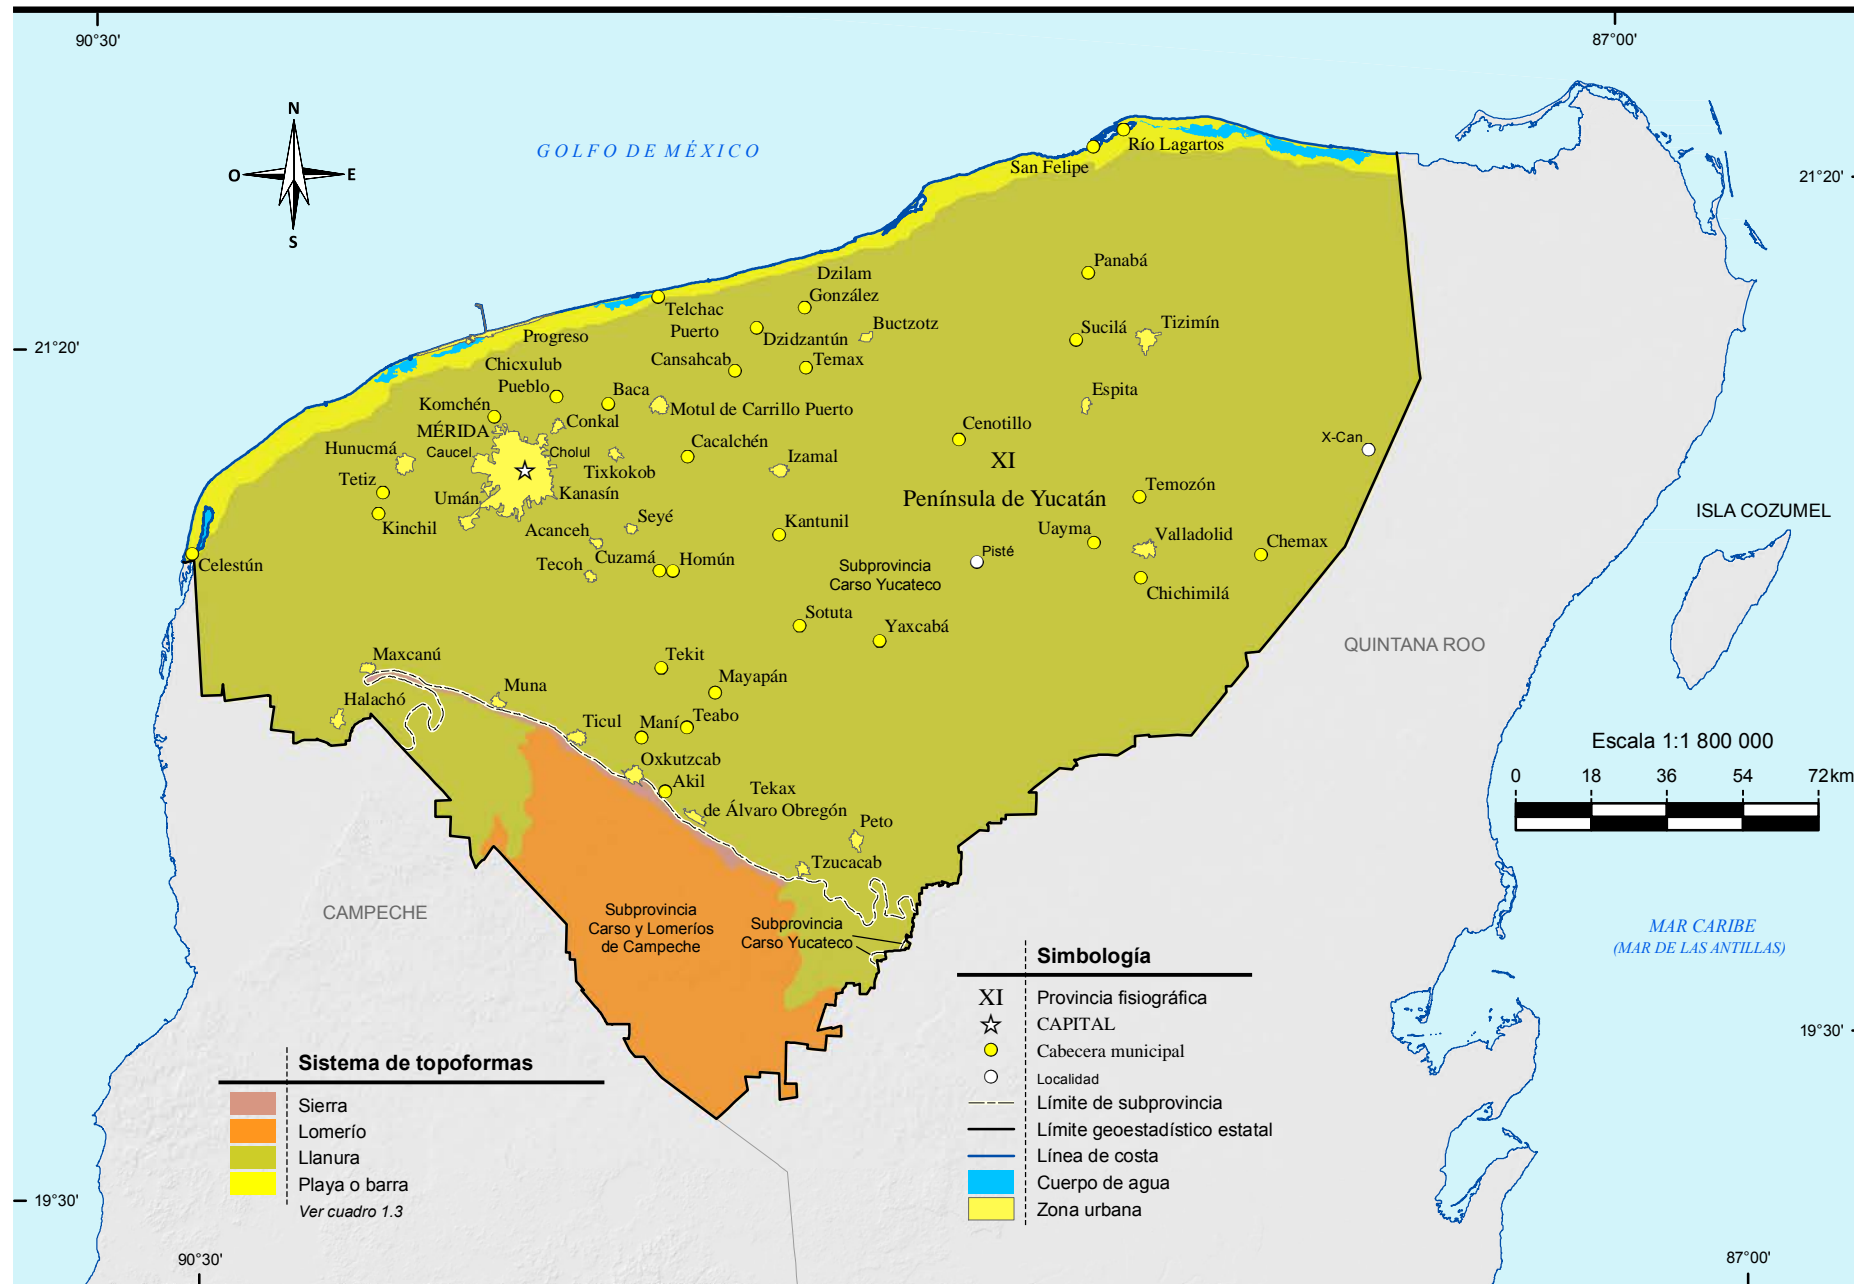 90°30'
87°00'
N
O
E
S
GOLFO DE MÉXICO
Río Lagartos
San Felipe
21°20'
Panabá
Dzilam
González
Telchac
Puerto
Buctzotz
Sucilá
Tizimín
Progreso
Dzidzantún
21°20'
Chicxulub
Pueblo
Cansahcab
Temax
Baca
Espita
Komchén
Motul de Carrillo Puerto
Conkal
MÉRIDA
Cenotillo
Hunucmá
Caucel
Cholul
Cacalchén
Izamal
XI
X-Can
Tixkokob
Tetiz
Umán
Kanasín
Península de Yucatán
Temozón
Kinchil
Seyé
Acanceh
Kantunil
Uayma
Valladolid
ISLA COZUMEL
Celestún
Tecoh
Cuzamá
Homún
Subprovincia
Carso Yucateco
Pisté
Chemax
Chichimilá
Sotuta
Yaxcabá
QUINTANA ROO
Maxcanú
Tekit
Mayapán
Halachó
Muna
Ticul
Maní
Teabo
Oxkutzcab
Akil
Tekax
de Álvaro Obregón
Peto
Tzucacab
Escala 1:1 800 000
0 18 36 54 72 km
CAMPECHE
Subprovincia
Carso y Lomeríos
de Campeche
Subprovincia
Carso Yucateco
MAR CARIBE
(MAR DE LAS ANTILLAS)
Simbología
XI Provincia fisiográfica
CAPITAL
Cabecera municipal
Localidad
Límite de subprovincia
Límite geoestadístico estatal
Línea de costa
Cuerpo de agua
Zona urbana
19°30'
Sistema de topoformas
Sierra
Lomerío
Llanura
Playa o barra
Ver cuadro 1.3
19°30'
90°30'
87°00'